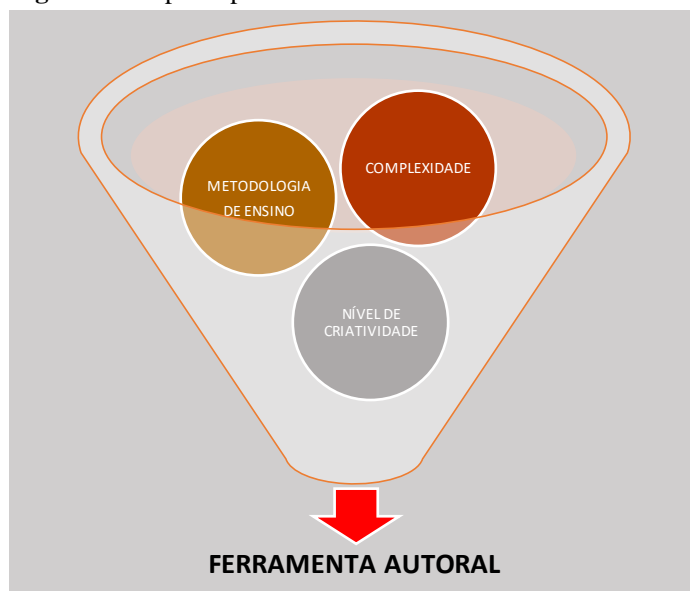 METODOLOGIA
DE ENSINO
COMPLEXIDADE
NÍVEL DE
CRIATIVIDADE
FERRAMENTA AUTORAL